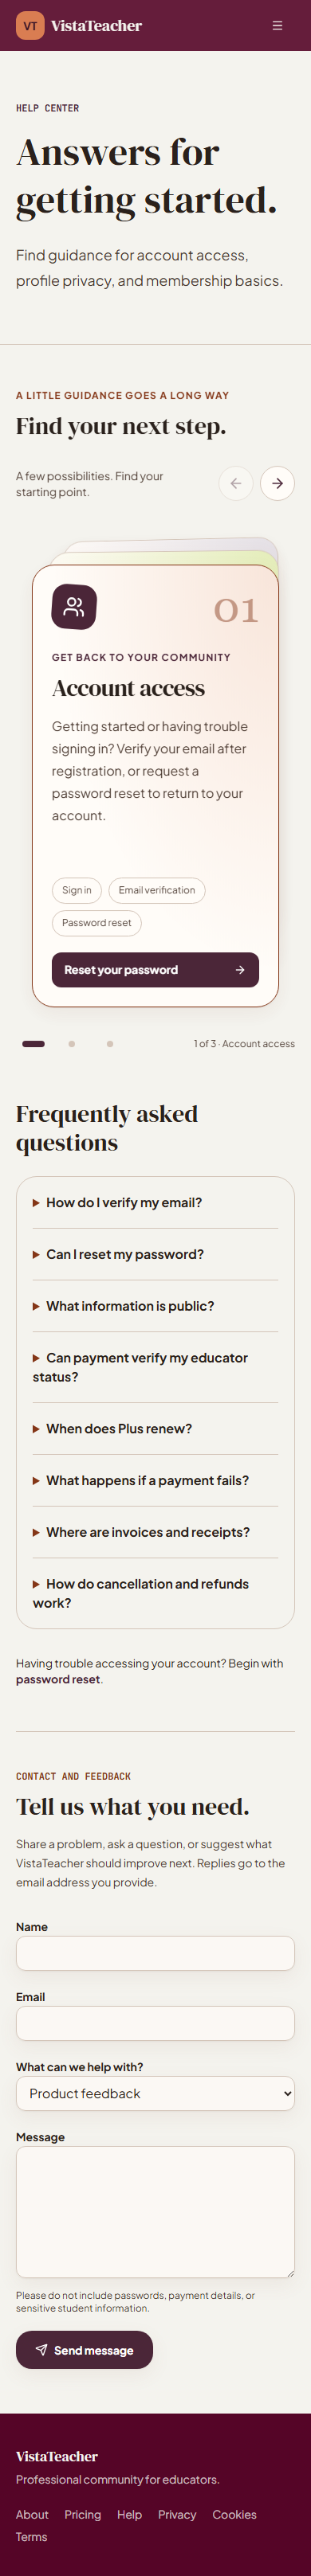 VT VistaTeacher
HELP CENTER
Answers for
getting started.
Find guidance for account access,
profile privacy, and membership basics.
A LITTLE GUIDANCE GOES A LONG WAY
Find your next step.
A few possibilities. Find your
starting point.
01
GET BACK TO YOUR COMMUNITY
Account access
Getting started or having trouble
signing in? Verify your email after
registration, or request a
password reset to return to your
account.
Sign in
Email verification
Password reset
Reset your password
1 of 3 · Account access
Frequently asked
questions
How do I verify my email?
Can I reset my password?
What information is public?
Can payment verify my educator
status?
When does Plus renew?
What happens if a payment fails?
Where are invoices and receipts?
How do cancellation and refunds
work?
Having trouble accessing your account? Begin with
password reset.
CONTACT AND FEEDBACK
Tell us what you need.
Share a problem, ask a question, or suggest what
VistaTeacher should improve next. Replies go to the
email address you provide.
Name
Email
What can we help with?
Product feedback
Message
Please do not include passwords, payment details, or
sensitive student information.
Send message
VistaTeacher
Professional community for educators.
About Pricing Help Privacy Cookies
Terms